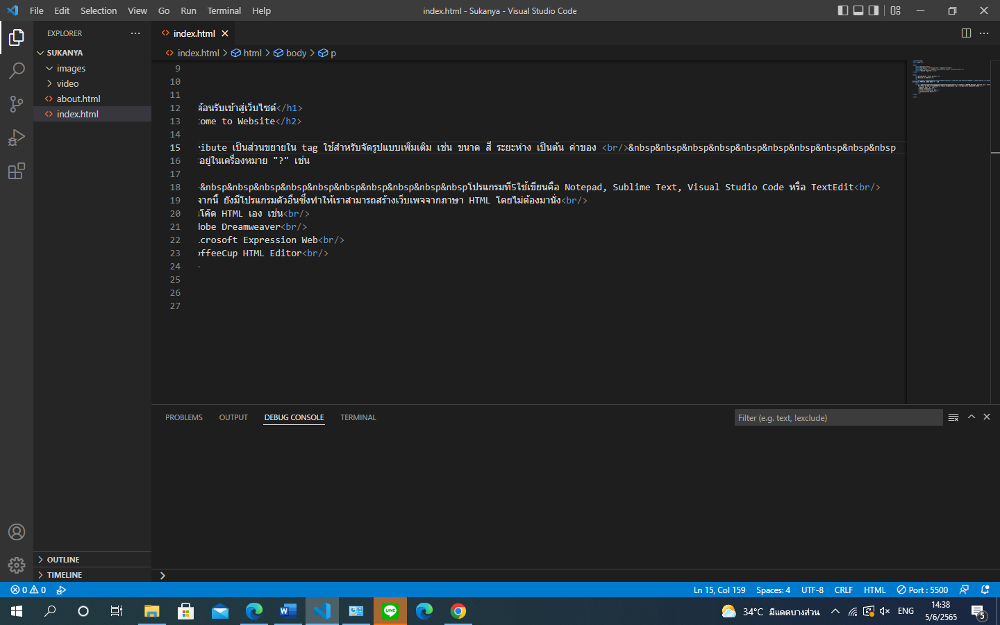 File Edit Selection View Go Run Terminal Help
index.html - Sukanya - Visual Studio Code
EXPLORER
SUKANYA
images
video
about.html
index.html
OUTLINE
TIMELINE
index.html
index.html > html > body > p
9
10
11
12 ต้อนรับเข้าสู่เว็บไซต์</h1>
13 come to Website</h2>
14
15 ribute เป็นส่วนขยายใน tag ใช้สำหรับจัดรูปแบบเพิ่มเติม เช่น ขนาด สี ระยะห่าง เป็นต้น ค่าของ <br/>&nbsp&nbsp&nbsp&nbsp&nbsp&nbsp&nbsp&nbsp&nbsp&nbsp
16 อยู่ในเครื่องหมาย "?" เช่น
17
18 &nbsp&nbsp&nbsp&nbsp&nbsp&nbsp&nbsp&nbsp&nbsp&nbspโปรแกรมที่5ใช้เขียนคือ Notepad, Sublime Text, Visual Studio Code หรือ TextEdit<br/>
19 จากนี้ ยังมีโปรแกรมตัวอื่นซึ่งทำให้เราสามารถสร้างเว็บเพจจากภาษา HTML โดยไม่ต้องมานั่ง<br/>
20 โค๊ด HTML เอง เช่น<br/>
21 dobe Dreamweaver<br/>
22 icrosoft Expression Web<br/>
23 offeeCup HTML Editor<br/>
24 >
25
26
27
PROBLEMS OUTPUT DEBUG CONSOLE TERMINAL
Filter (e.g. text, !exclude)
0 0
Ln 15, Col 159 Spaces: 4 UTF-8 CRLF HTML Port : 5500
LINE
34°C มีแดดบางส่วน
ENG
14:38
5/6/2565
5